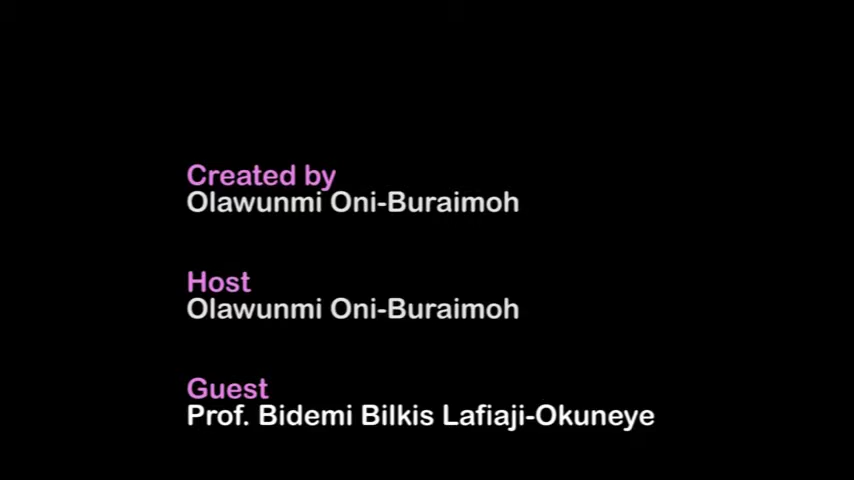 Created by
Olawunmi Oni-Buraimoh
Host
Olawunmi Oni-Buraimoh
Guest
Prof. Bidemi Bilkis Lafiaji-Okuneye